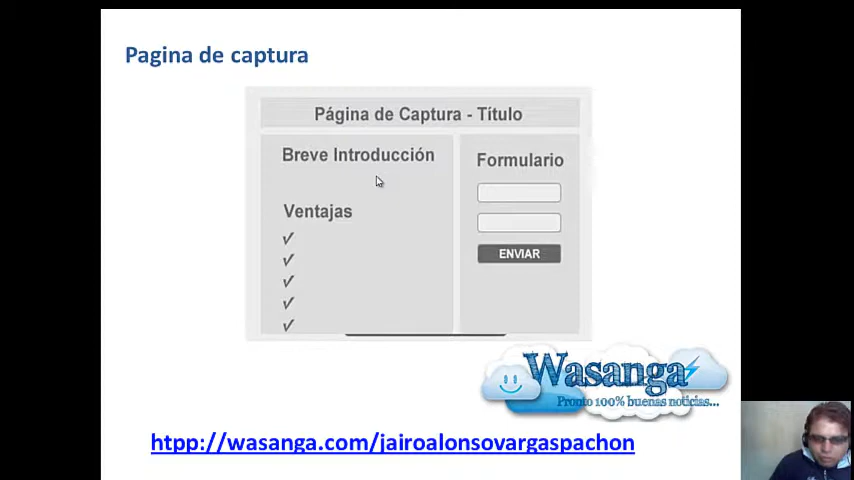 Pagina de captura
Página de Captura - Título
Breve Introducción
Formulario
Ventajas
ENVIAR
Wasanga
Pronto 100% buenas noticias...
htpp://wasanga.com/jairoalonsovargaspachon